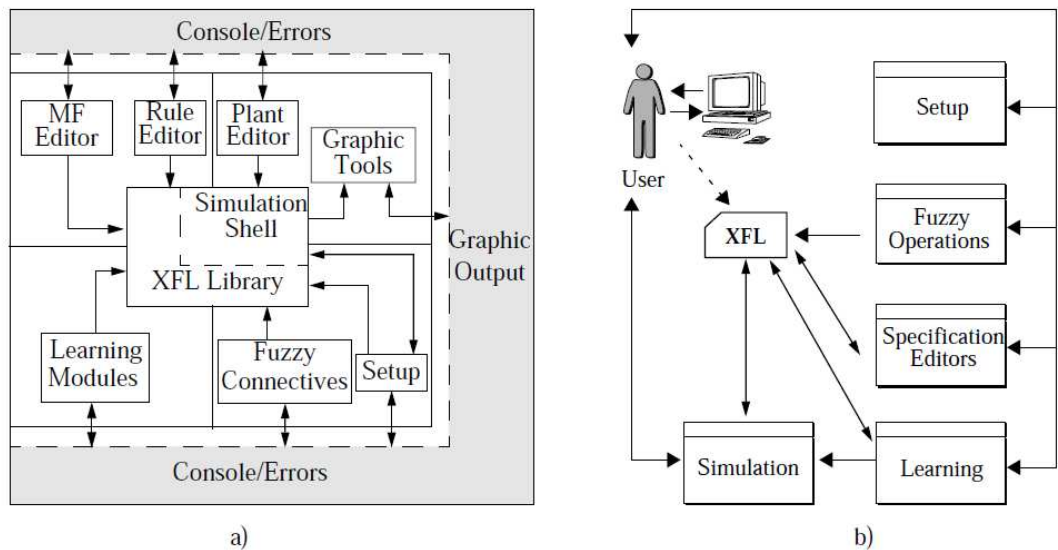 Console/Errors
MF
Editor
Rule
Editor
Plant
Editor
Graphic
Tools
Simulation
Shell
XFL Library
Graphic
Output
Learning
Modules
Fuzzy
Connectives
Setup
Console/Errors
a)
User
XFL
Setup
Fuzzy
Operations
Specification
Editors
Simulation
Learning
b)